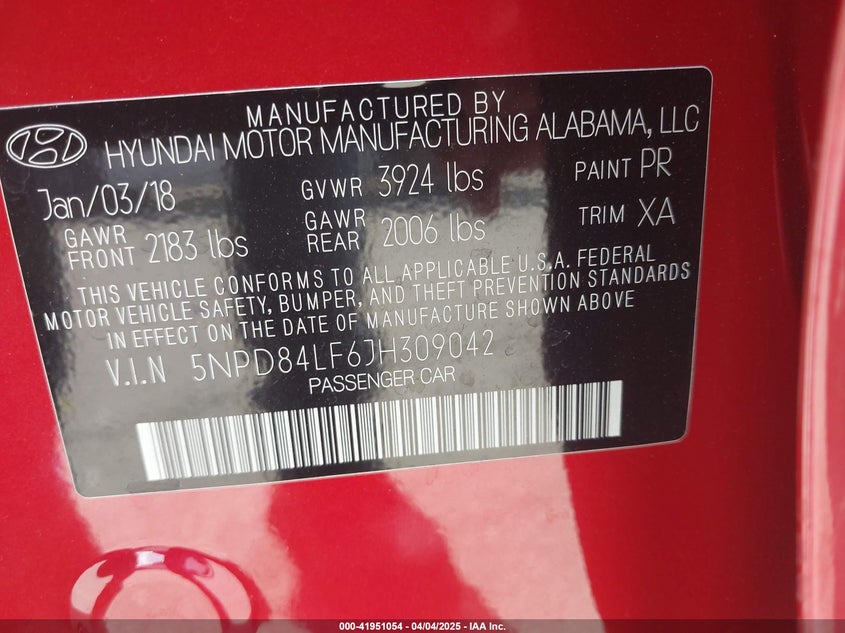 MANUFACTURED BY
HYUNDAI MOTOR MANUFACTURING ALABAMA, LLC
Jan/03/18 GVWR 3924 lbs PAINT PR
GAWR FRONT 2183 lbs GAWR REAR 2006 lbs TRIM XA
THIS VEHICLE CONFORMS TO ALL APPLICABLE U.S.A. FEDERAL
MOTOR VEHICLE SAFETY, BUMPER, AND THEFT PREVENTION STANDARDS
IN EFFECT ON THE DATE OF MANUFACTURE SHOWN ABOVE
V.I.N 5NPD84LF6JH309042
PASSENGER CAR
000-41951054 - 04/04/2025 - IAA Inc.